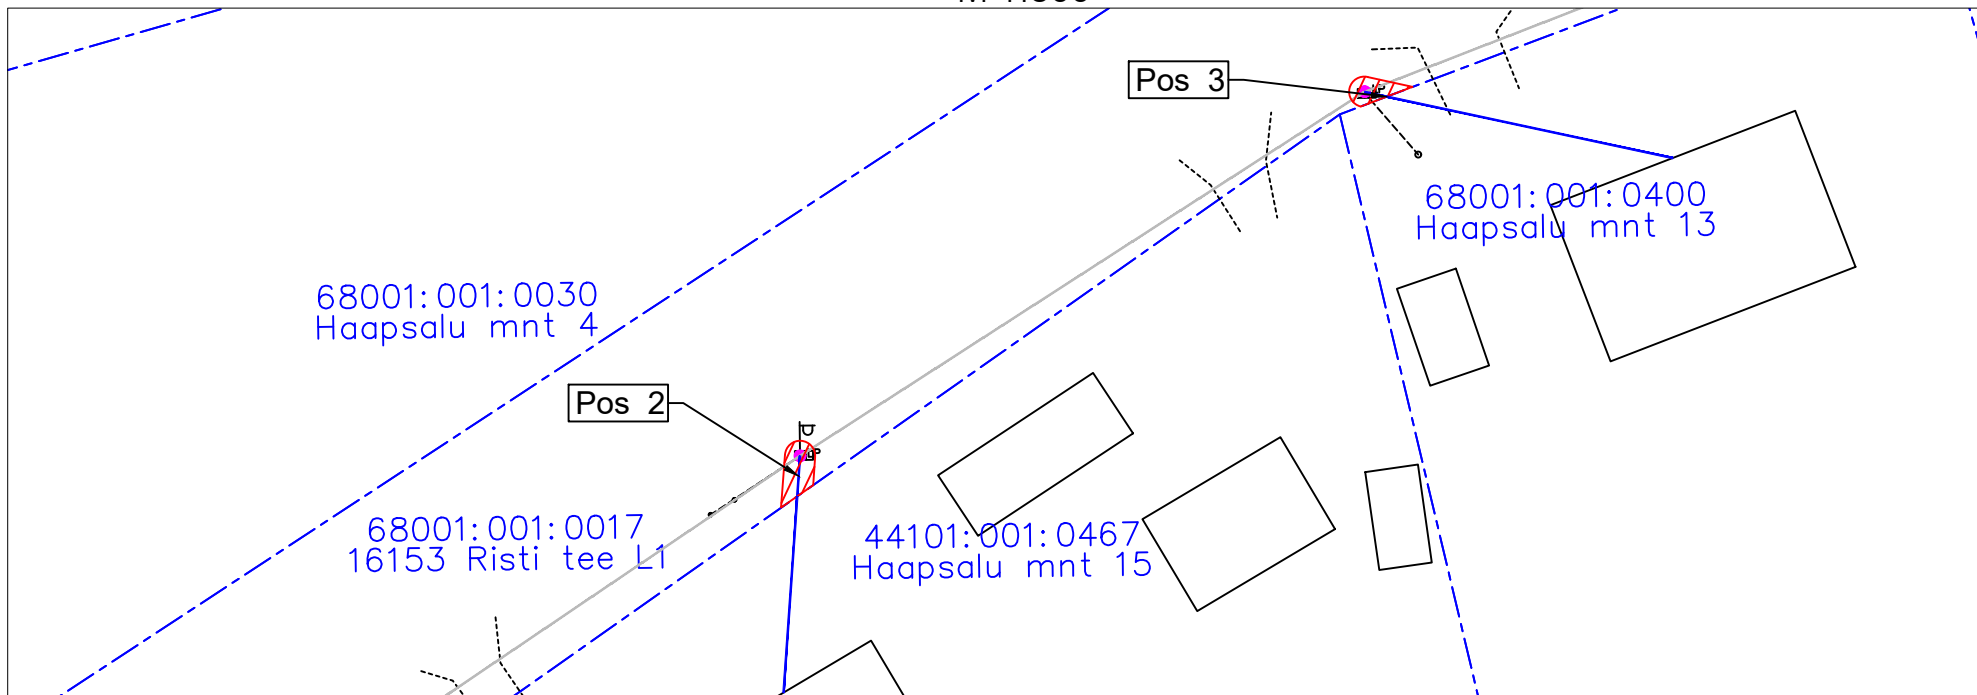 Pos 3
68001:001:0400
Haapsalu mnt 13
68001:001:0030
Haapsalu mnt 4
Pos 2
68001:001:0017
16153 Risti tee L1
44101:001:0467
Haapsalu mnt 15